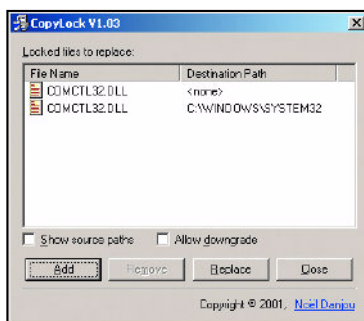 CopyLock V1.03
Locked files to replace:
File Name Destination Path
COMCTL32.DLL <none>
COMCTL32.DLL C:\WINDOWS\SYSTEM32
Show source paths Allow downgrade
Add Remove Replace Close
Copyright © 2001, Noël Danjou